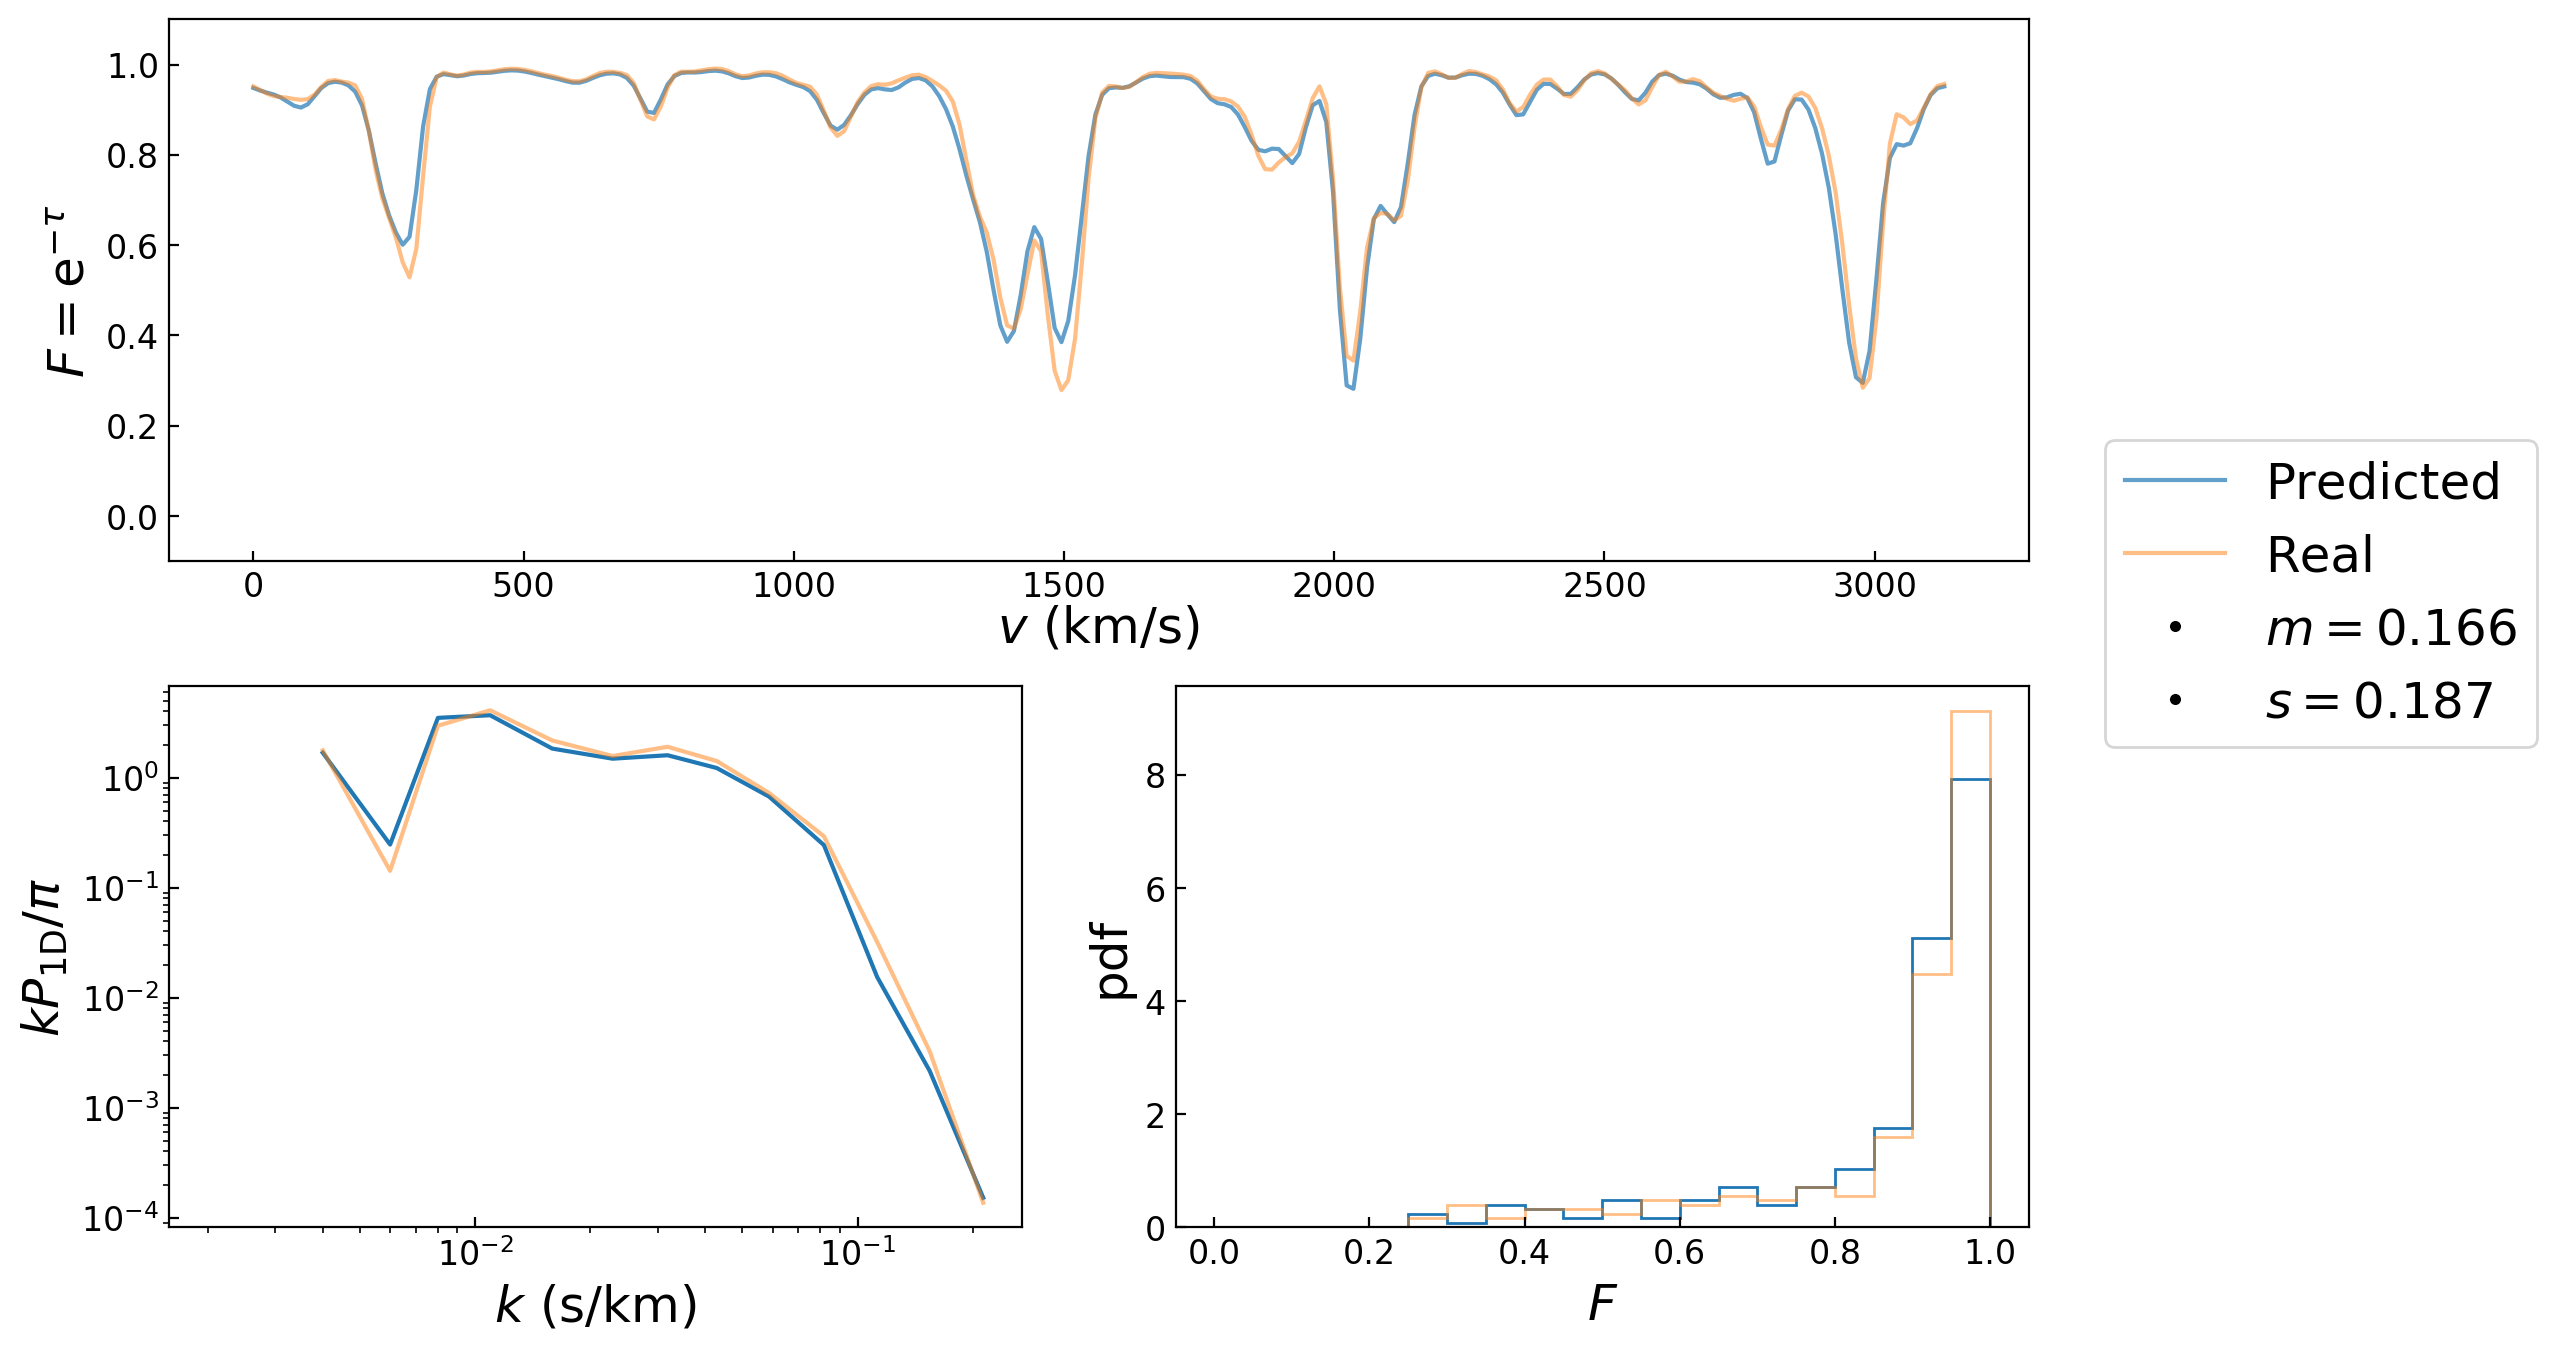 1.0
0.8
0.6
0.4
0.2
0.0
F = e^{-τ}
0 500 1000 1500 2000 2500 3000
v (km/s)
Predicted
Real
m = 0.166
s = 0.187
10^0
10^{-1}
10^{-2}
10^{-3}
10^{-4}
kP_{1D}/π
10^{-2} 10^{-1}
k (s/km)
8
6
4
2
0
pdf
0.0 0.2 0.4 0.6 0.8 1.0
F